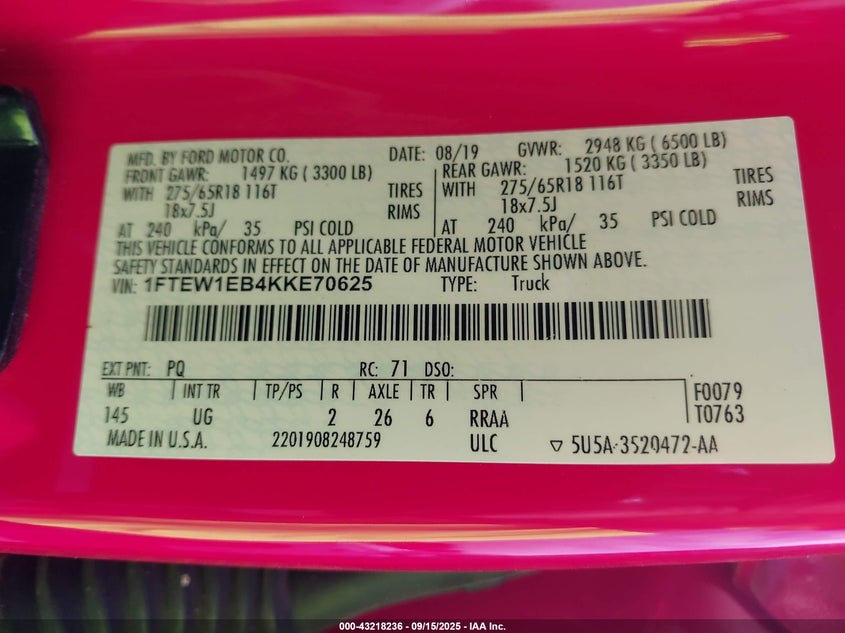 MFD. BY FORD MOTOR CO. DATE: 08/19 GVWR: 2948 KG ( 6500 LB)
FRONT GAWR: 1497 KG ( 3300 LB) REAR GAWR: 1520 KG ( 3350 LB)
WITH 275/65R18 116T TIRES WITH 275/65R18 116T TIRES
18x7.5J RIMS 18x7.5J RIMS
AT 240 kPa/ 35 PSI COLD AT 240 kPa/ 35 PSI COLD
THIS VEHICLE CONFORMS TO ALL APPLICABLE FEDERAL MOTOR VEHICLE
SAFETY STANDARDS IN EFFECT ON THE DATE OF MANUFACTURE SHOWN ABOVE.
VIN: 1FTEW1EB4KKE70625 TYPE: Truck
EXT PNT: PQ RC: 71 DSO:
WB INT TR TP/PS R AXLE TR SPR F0079
145 UG 2 26 6 RRAA T0763
MADE IN U.S.A. 2201908248759 ULC 5U5A-3520472-AA
000-43218236 - 09/15/2025 - IAA Inc.